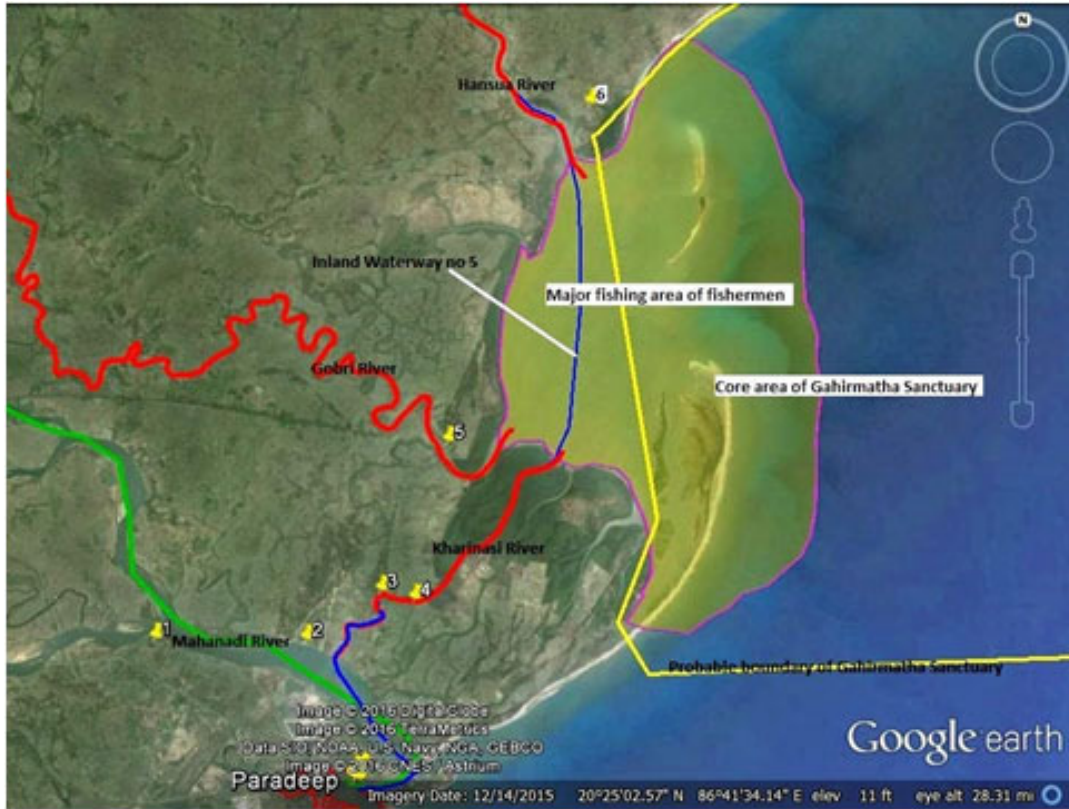 N
Hansua River
6
Inland Waterway no 5
Major fishing area of fishermen
Gobri River
Core area of Gahirmatha Sanctuary
5
Kharinasi River
3
4
1
Mahanadi River
2
Probable boundary of Gahirmatha Sanctuary
Image © 2016 DigitalGlobe
Image © 2016 TerraMetrics
Data SIO, NOAA, U.S. Navy, NGA, GEBCO
Image © 2016 CNES / Astrium
Google earth
Paradeep
Imagery Date: 12/14/2015 20°25'02.57" N 86°41'34.14" E elev 11 ft eye alt 28.31 mi